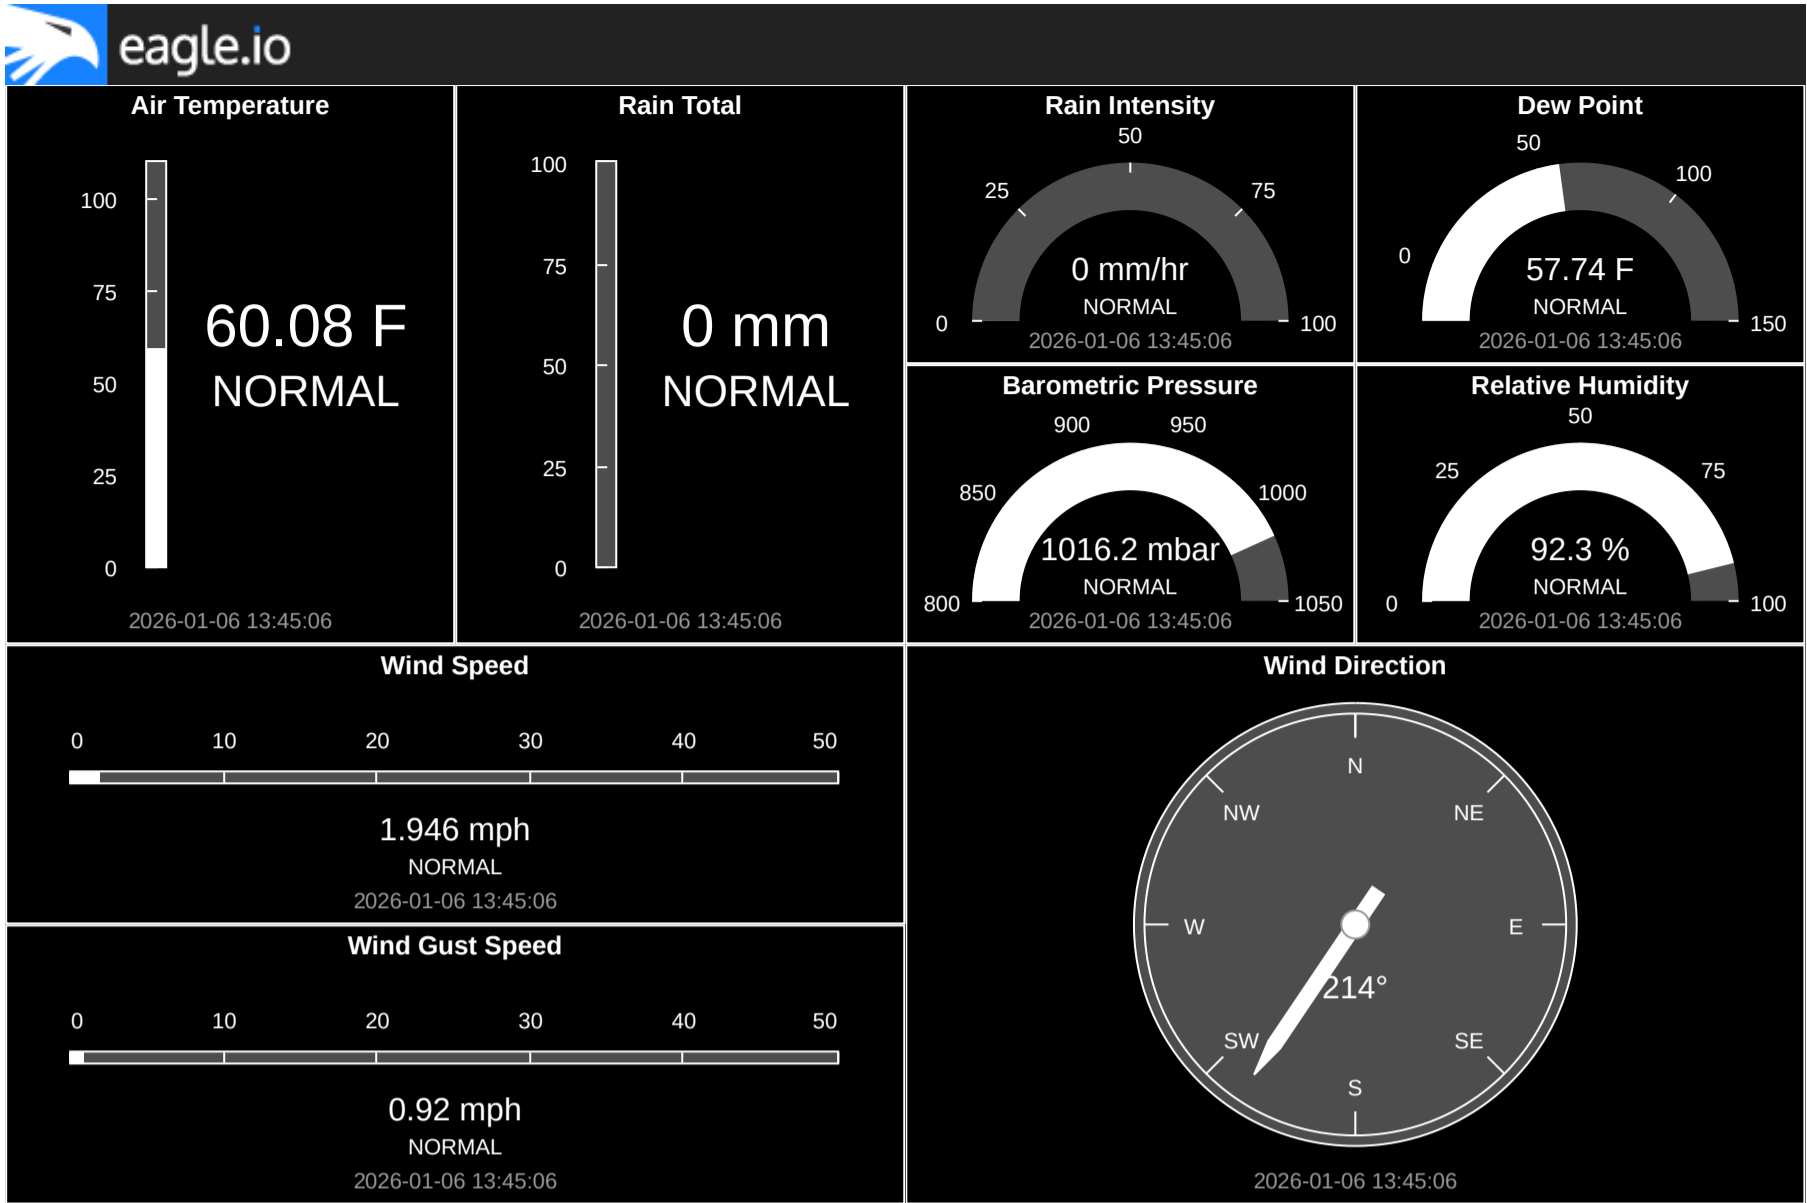 eagle.io
Air Temperature
100
75
50
25
0
60.08 F
NORMAL
2026-01-06 13:45:06
Rain Total
100
75
50
25
0
0 mm
NORMAL
2026-01-06 13:45:06
Rain Intensity
50
25
75
0
100
0 mm/hr
NORMAL
2026-01-06 13:45:06
Dew Point
50
100
0
150
57.74 F
NORMAL
2026-01-06 13:45:06
Barometric Pressure
900
950
850
1000
800
1050
1016.2 mbar
NORMAL
2026-01-06 13:45:06
Relative Humidity
50
25
75
0
100
92.3 %
NORMAL
2026-01-06 13:45:06
Wind Speed
0 10 20 30 40 50
1.946 mph
NORMAL
2026-01-06 13:45:06
Wind Gust Speed
0 10 20 30 40 50
0.92 mph
NORMAL
2026-01-06 13:45:06
Wind Direction
N
NW NE
W E
214°
SW SE
S
2026-01-06 13:45:06